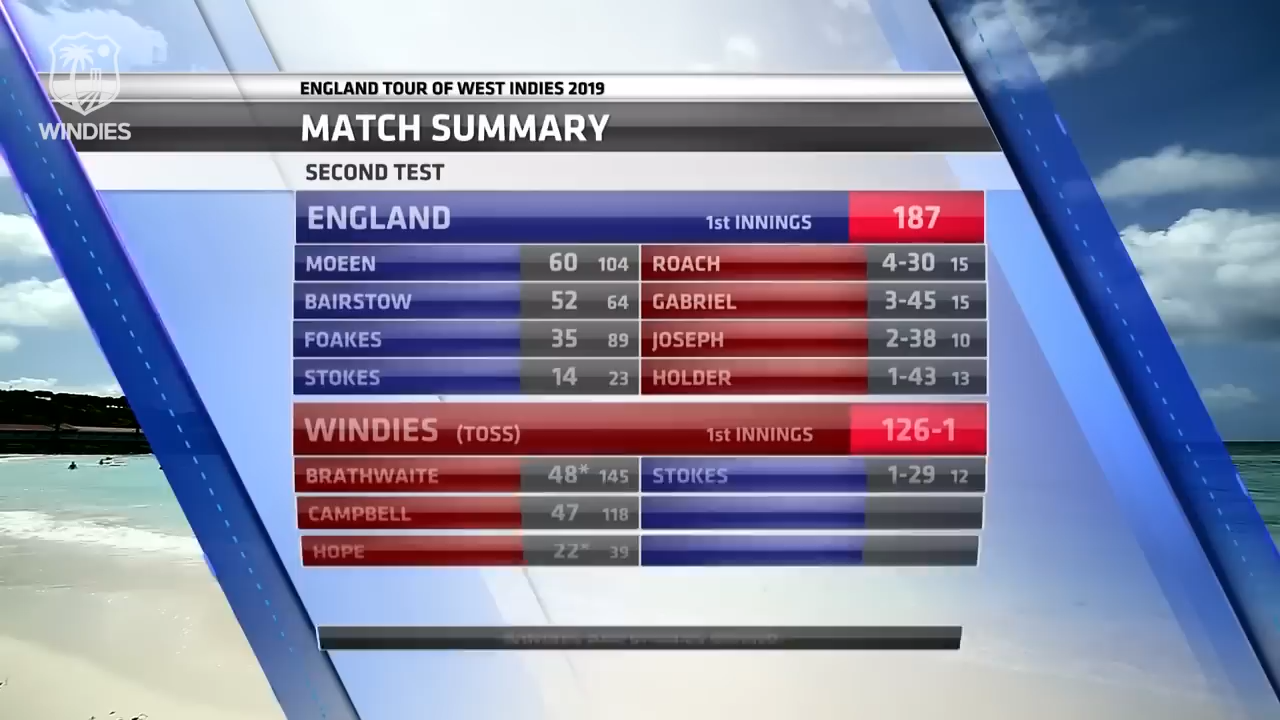 WINDIES
ENGLAND TOUR OF WEST INDIES 2019
MATCH SUMMARY
SECOND TEST
ENGLAND 1st INNINGS 187
MOEEN 60 104 ROACH 4-30 15
BAIRSTOW 52 64 GABRIEL 3-45 15
FOAKES 35 89 JOSEPH 2-38 10
STOKES 14 23 HOLDER 1-43 13
WINDIES (TOSS) 1st INNINGS 126-1
BRATHWAITE 48* 145 STOKES 1-29 12
CAMPBELL 47 118
HOPE 22* 39